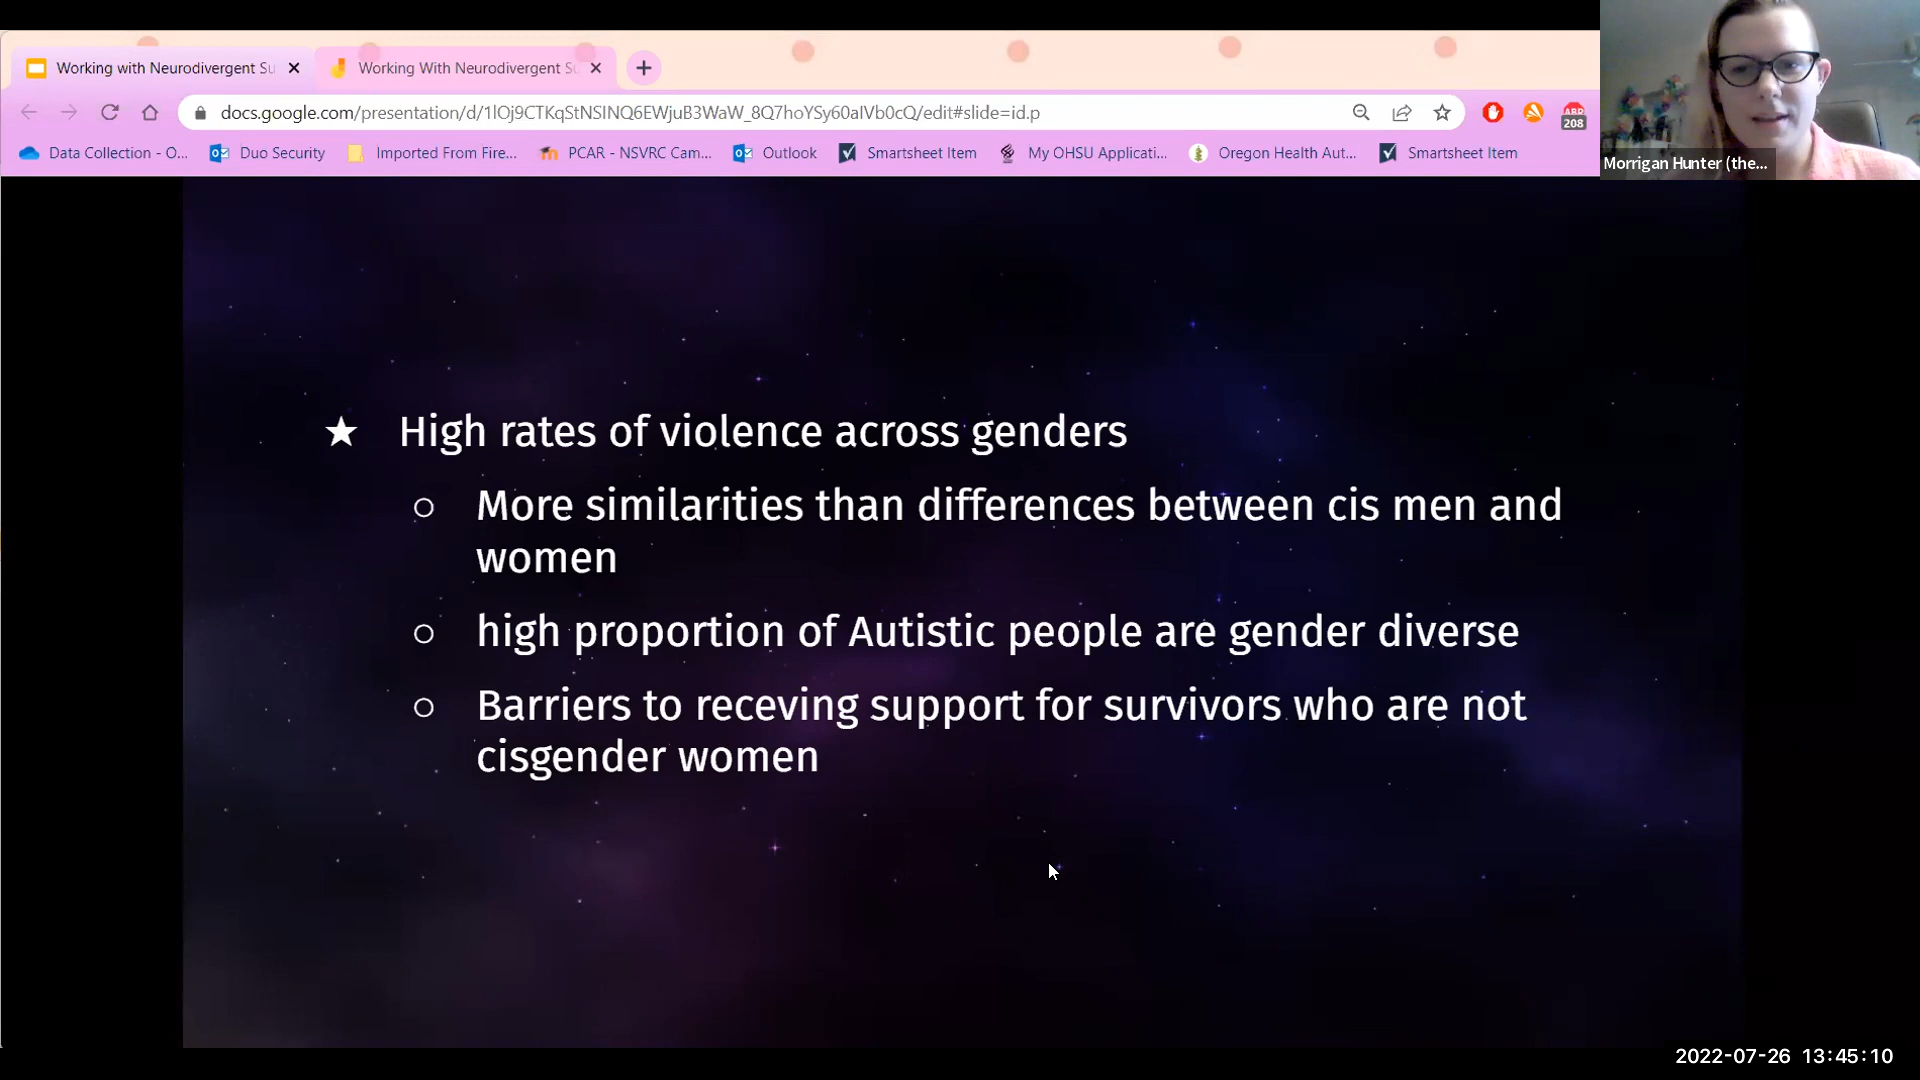 Working with Neurodivergent Su
Working With Neurodivergent S
docs.google.com/presentation/d/1lOj9CTKqStNSINQ6EWjuB3WaW_8Q7hoYSy60aIVb0cQ/edit#slide=id.p
ABP
208
Data Collection - O...
Duo Security
Imported From Fire...
PCAR - NSVRC Cam...
Outlook
Smartsheet Item
My OHSU Applicati...
Oregon Health Aut...
Smartsheet Item
Morrigan Hunter (the...
★ High rates of violence across genders
○ More similarities than differences between cis men and
women
○ high proportion of Autistic people are gender diverse
○ Barriers to receving support for survivors who are not
cisgender women
2022-07-26 13:45:10